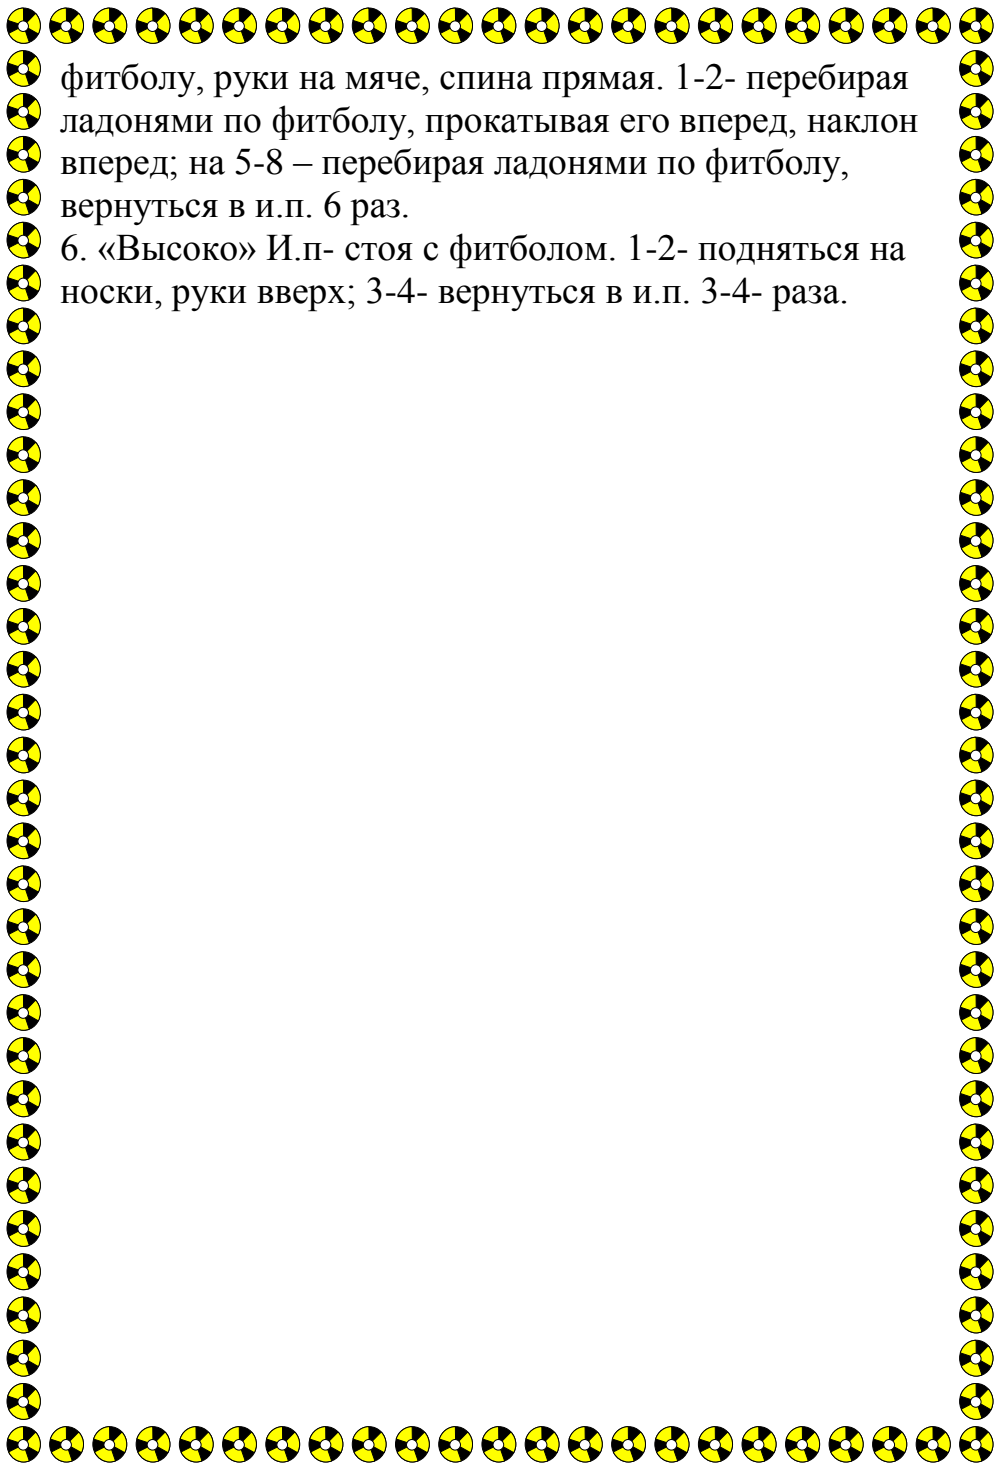 фитболу, руки на мяче, спина прямая. 1-2- перебирая
ладонями по фитболу, прокатывая его вперед, наклон
вперед; на 5-8 – перебирая ладонями по фитболу,
вернуться в и.п. 6 раз.
6. «Высоко» И.п- стоя с фитболом. 1-2- подняться на
носки, руки вверх; 3-4- вернуться в и.п. 3-4- раза.